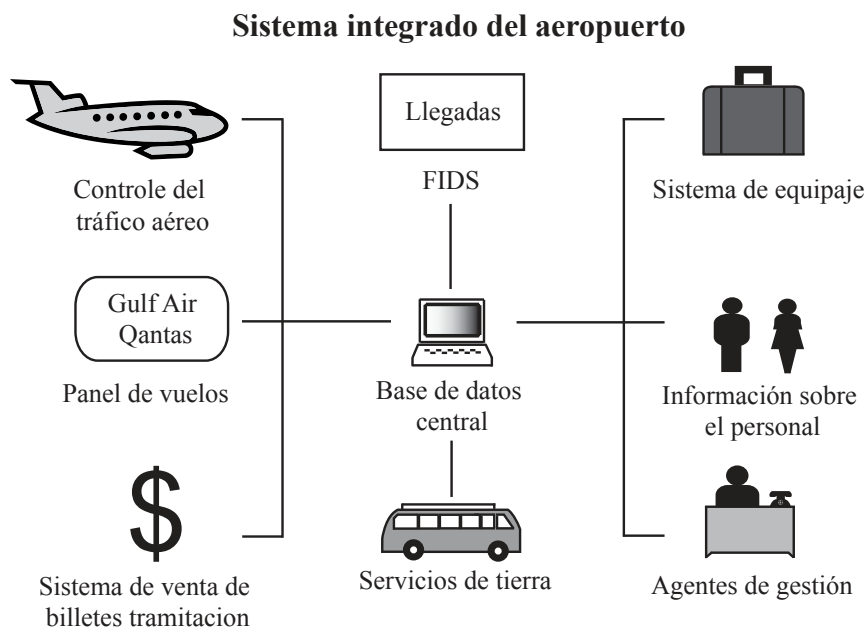 Sistema integrado del aeropuerto
Llegadas
FIDS
Controle del
tráfico aéreo
Sistema de equipaje
Gulf Air
Qantas
Panel de vuelos
Base de datos
central
Información sobre
el personal
$
Sistema de venta de
billetes tramitacion
Servicios de tierra
Agentes de gestión